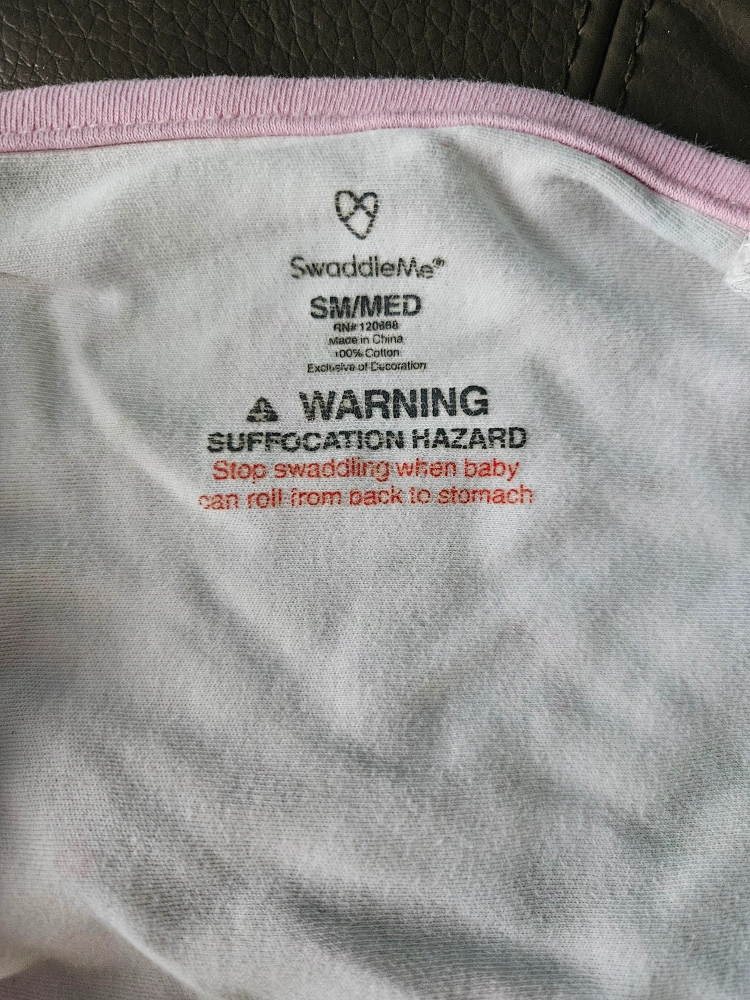 SwaddleMe®
SM/MED
RN# 120868
Made in China
100% Cotton
Exclusive of Decoration
⚠ WARNING
SUFFOCATION HAZARD
Stop swaddling when baby
can roll from back to stomach